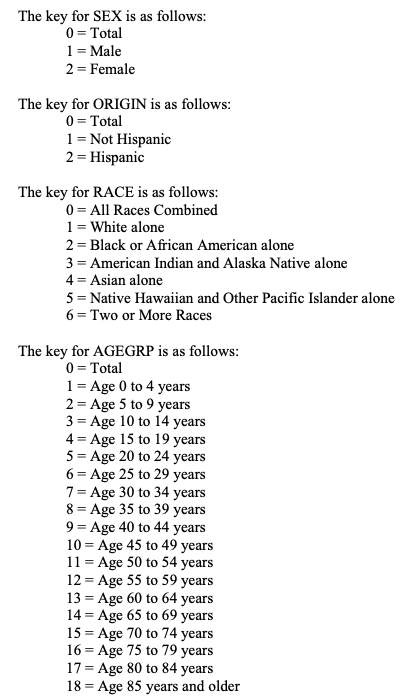 The key for SEX is as follows:
0 = Total
1 = Male
2 = Female
The key for ORIGIN is as follows:
0 = Total
1 = Not Hispanic
2 = Hispanic
The key for RACE is as follows:
0 = All Races Combined
1 = White alone
2 = Black or African American alone
3 = American Indian and Alaska Native alone
4 = Asian alone
5 = Native Hawaiian and Other Pacific Islander alone
6 = Two or More Races
The key for AGEGRP is as follows:
0 = Total
1 = Age 0 to 4 years
2 = Age 5 to 9 years
3 = Age 10 to 14 years
4 = Age 15 to 19 years
5 = Age 20 to 24 years
6 = Age 25 to 29 years
7 = Age 30 to 34 years
8 = Age 35 to 39 years
9 = Age 40 to 44 years
10 = Age 45 to 49 years
11 = Age 50 to 54 years
12 = Age 55 to 59 years
13 = Age 60 to 64 years
14 = Age 65 to 69 years
15 = Age 70 to 74 years
16 = Age 75 to 79 years
17 = Age 80 to 84 years
18 = Age 85 years and older